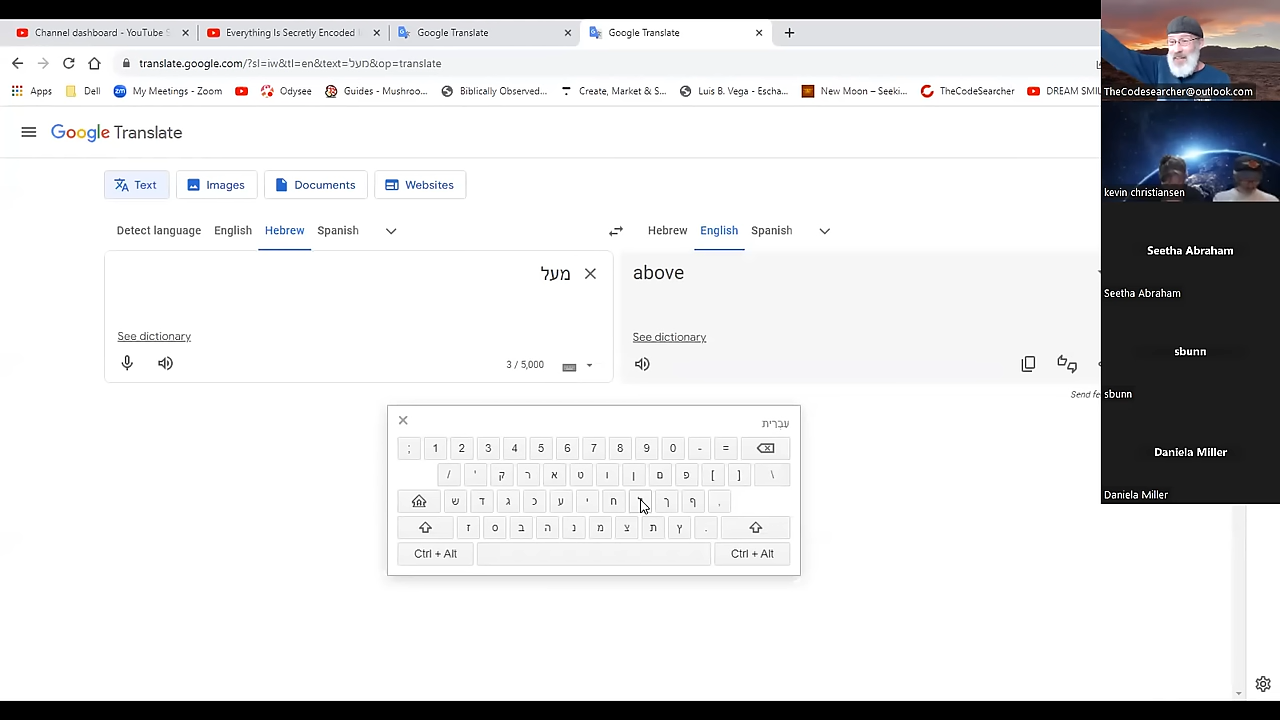 Channel dashboard - YouTube S
Everything Is Secretly Encoded I
Google Translate
Google Translate
translate.google.com/?sl=iw&tl=en&text=מעל&op=translate
Apps
Dell
My Meetings - Zoom
Odysee
Guides - Mushroo...
Biblically Observed...
Create, Market & S...
Luis B. Vega - Escha...
New Moon – Seeki...
TheCodesearcher
DREAM SMI
TheCodesearcher@outlook.com
Google Translate
kevin christiansen
Text
Images
Documents
Websites
Detect language
English
Hebrew
Spanish
Hebrew
English
Spanish
Seetha Abraham
Seetha Abraham
מעל
above
See dictionary
See dictionary
3 / 5,000
sbunn
sbunn
Send fe
עברית
; 1 2 3 4 5 6 7 8 9 0 - =
/ ' ק ר א ט ו ן ם פ [ ] \
ש ד ג כ ע י ח ך ף ,
ז ס ב ה נ מ צ ת ץ .
Ctrl + Alt
Ctrl + Alt
Daniela Miller
Daniela Miller